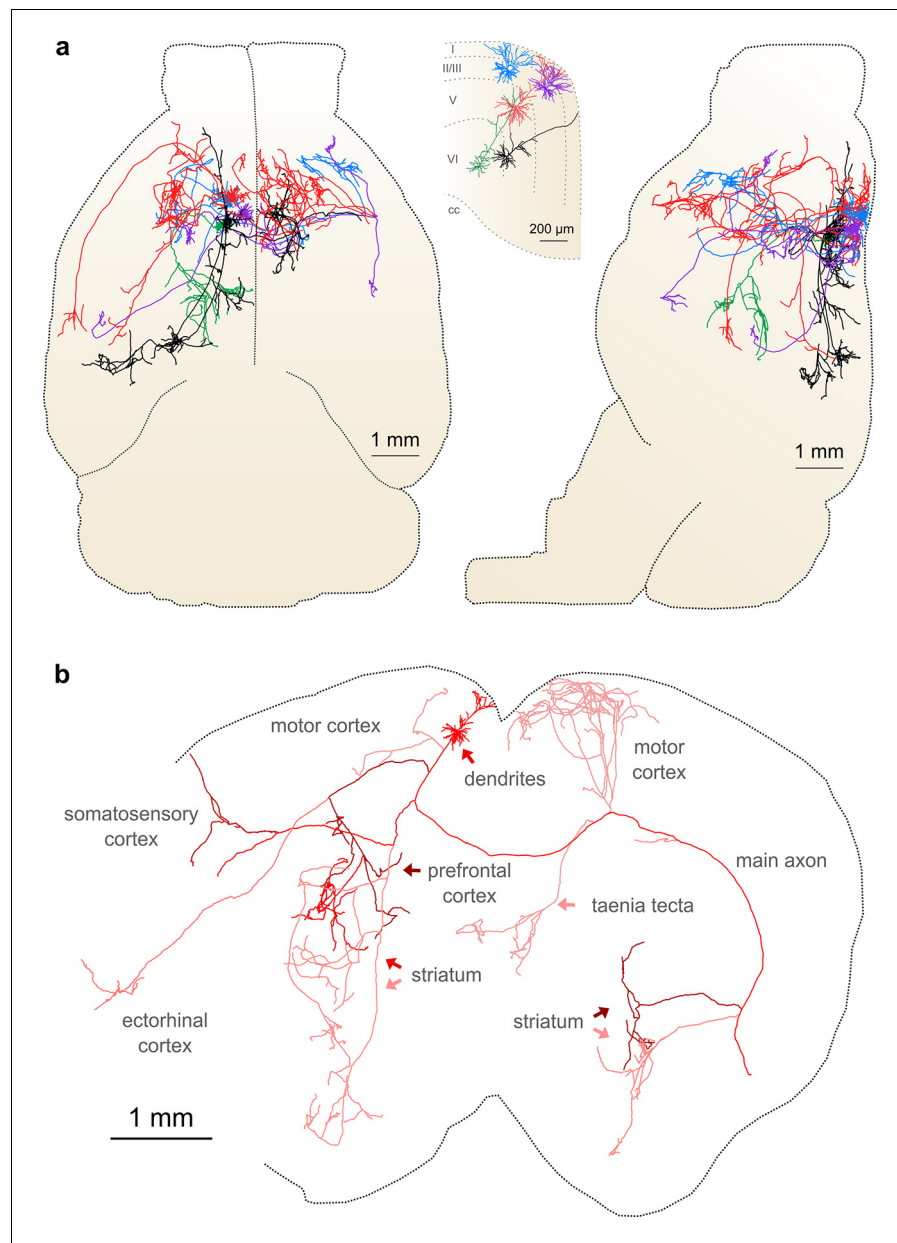 a
I
II/III
V
VI
cc
200 µm
1 mm
1 mm
b
motor cortex
dendrites
motor
cortex
somatosensory
cortex
prefrontal
cortex
main axon
taenia tecta
striatum
striatum
ectorhinal
cortex
1 mm